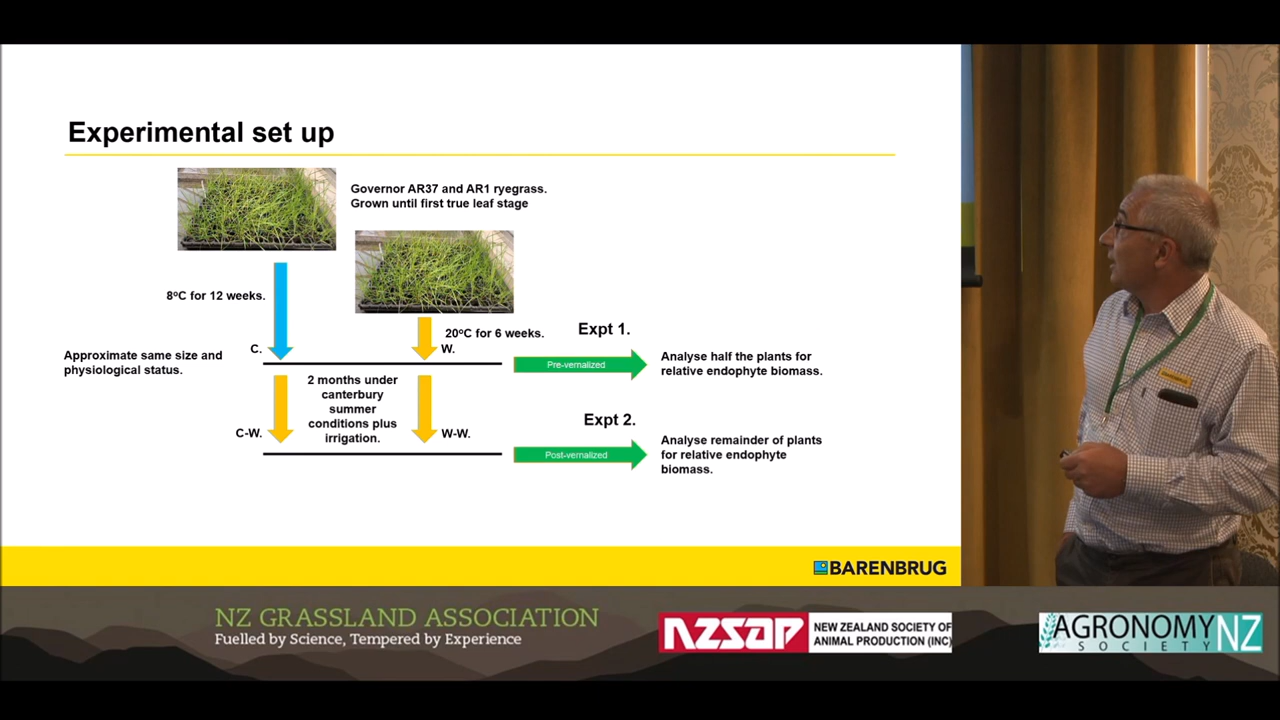 Experimental set up
Governor AR37 and AR1 ryegrass.
Grown until first true leaf stage
8°C for 12 weeks.
20°C for 6 weeks.
Expt 1.
C.
W.
Approximate same size and
physiological status.
Pre-vernalized
Analyse half the plants for
relative endophyte biomass.
2 months under
canterbury
summer
conditions plus
irrigation.
C-W.
W-W.
Expt 2.
Post-vernalized
Analyse remainder of plants
for relative endophyte
biomass.
BARENBRUG
NZ GRASSLAND ASSOCIATION
Fuelled by Science, Tempered by Experience
NZSAP
NEW ZEALAND SOCIETY OF
ANIMAL PRODUCTION (INC)
AGRONOMY NZ
SOCIETY